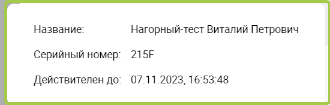 Название: Нагорный-тест Виталий Петрович
Серийный номер: 215F
Действителен до: 07.11.2023, 16:53:48